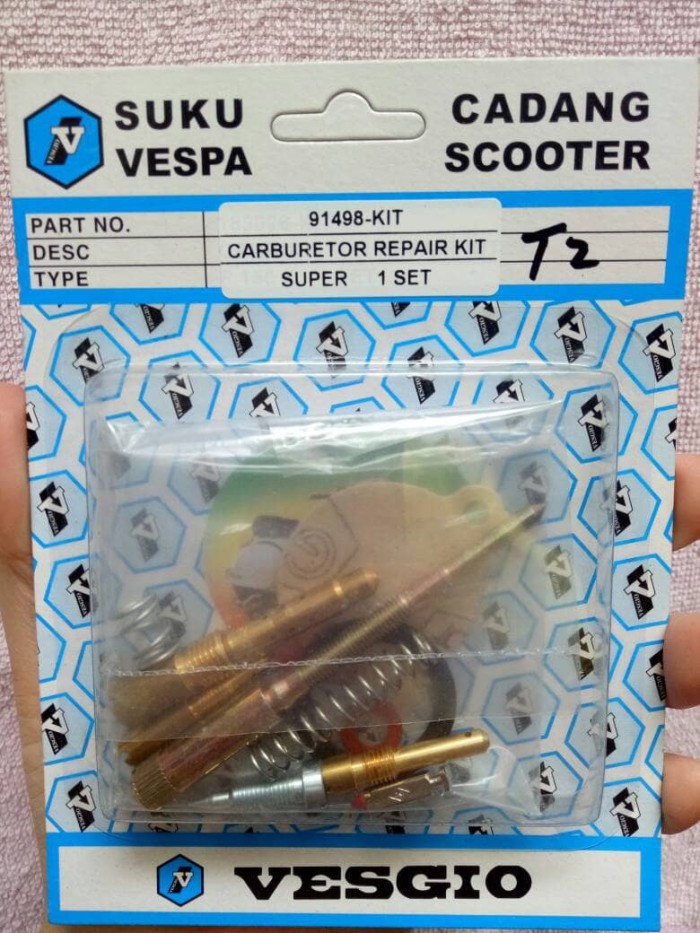 SUKU CADANG
VESPA SCOOTER
PART NO. 91498-KIT
DESC CARBURETOR REPAIR KIT T2
TYPE SUPER 1 SET
VESGIO